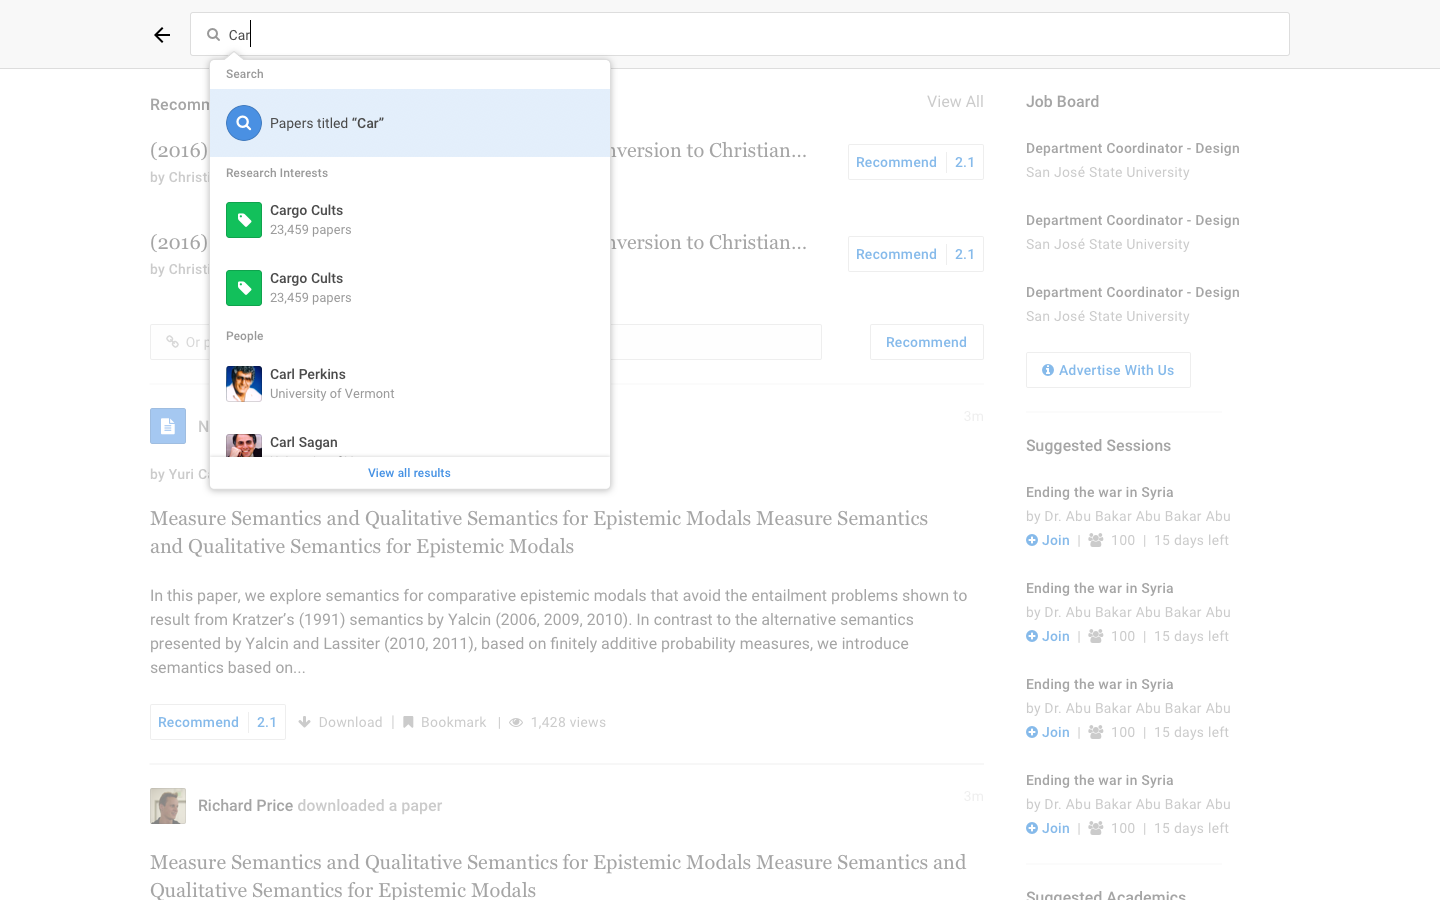 Car
Search
Papers titled “Car”
Research Interests
Cargo Cults
23,459 papers
Cargo Cults
23,459 papers
People
Carl Perkins
University of Vermont
Carl Sagan
View all results
View All
(2016)
nversion to Christian...
by Christi
Recommend 2.1
(2016)
nversion to Christian...
by Christi
Recommend 2.1
Or p
Recommend
N
3m
by Yuri Ca
Measure Semantics and Qualitative Semantics for Epistemic Modals Measure Semantics
and Qualitative Semantics for Epistemic Modals
In this paper, we explore semantics for comparative epistemic modals that avoid the entailment problems shown to
result from Kratzer’s (1991) semantics by Yalcin (2006, 2009, 2010). In contrast to the alternative semantics
presented by Yalcin and Lassiter (2010, 2011), based on finitely additive probability measures, we introduce
semantics based on...
Recommend 2.1 Download | Bookmark | 1,428 views
Richard Price downloaded a paper
3m
Measure Semantics and Qualitative Semantics for Epistemic Modals Measure Semantics and
Qualitative Semantics for Epistemic Modals
Job Board
Department Coordinator - Design
San José State University
Department Coordinator - Design
San José State University
Department Coordinator - Design
San José State University
Advertise With Us
Suggested Sessions
Ending the war in Syria
by Dr. Abu Bakar Abu Bakar Abu
Join | 100 | 15 days left
Ending the war in Syria
by Dr. Abu Bakar Abu Bakar Abu
Join | 100 | 15 days left
Ending the war in Syria
by Dr. Abu Bakar Abu Bakar Abu
Join | 100 | 15 days left
Ending the war in Syria
by Dr. Abu Bakar Abu Bakar Abu
Join | 100 | 15 days left
Suggested Academics